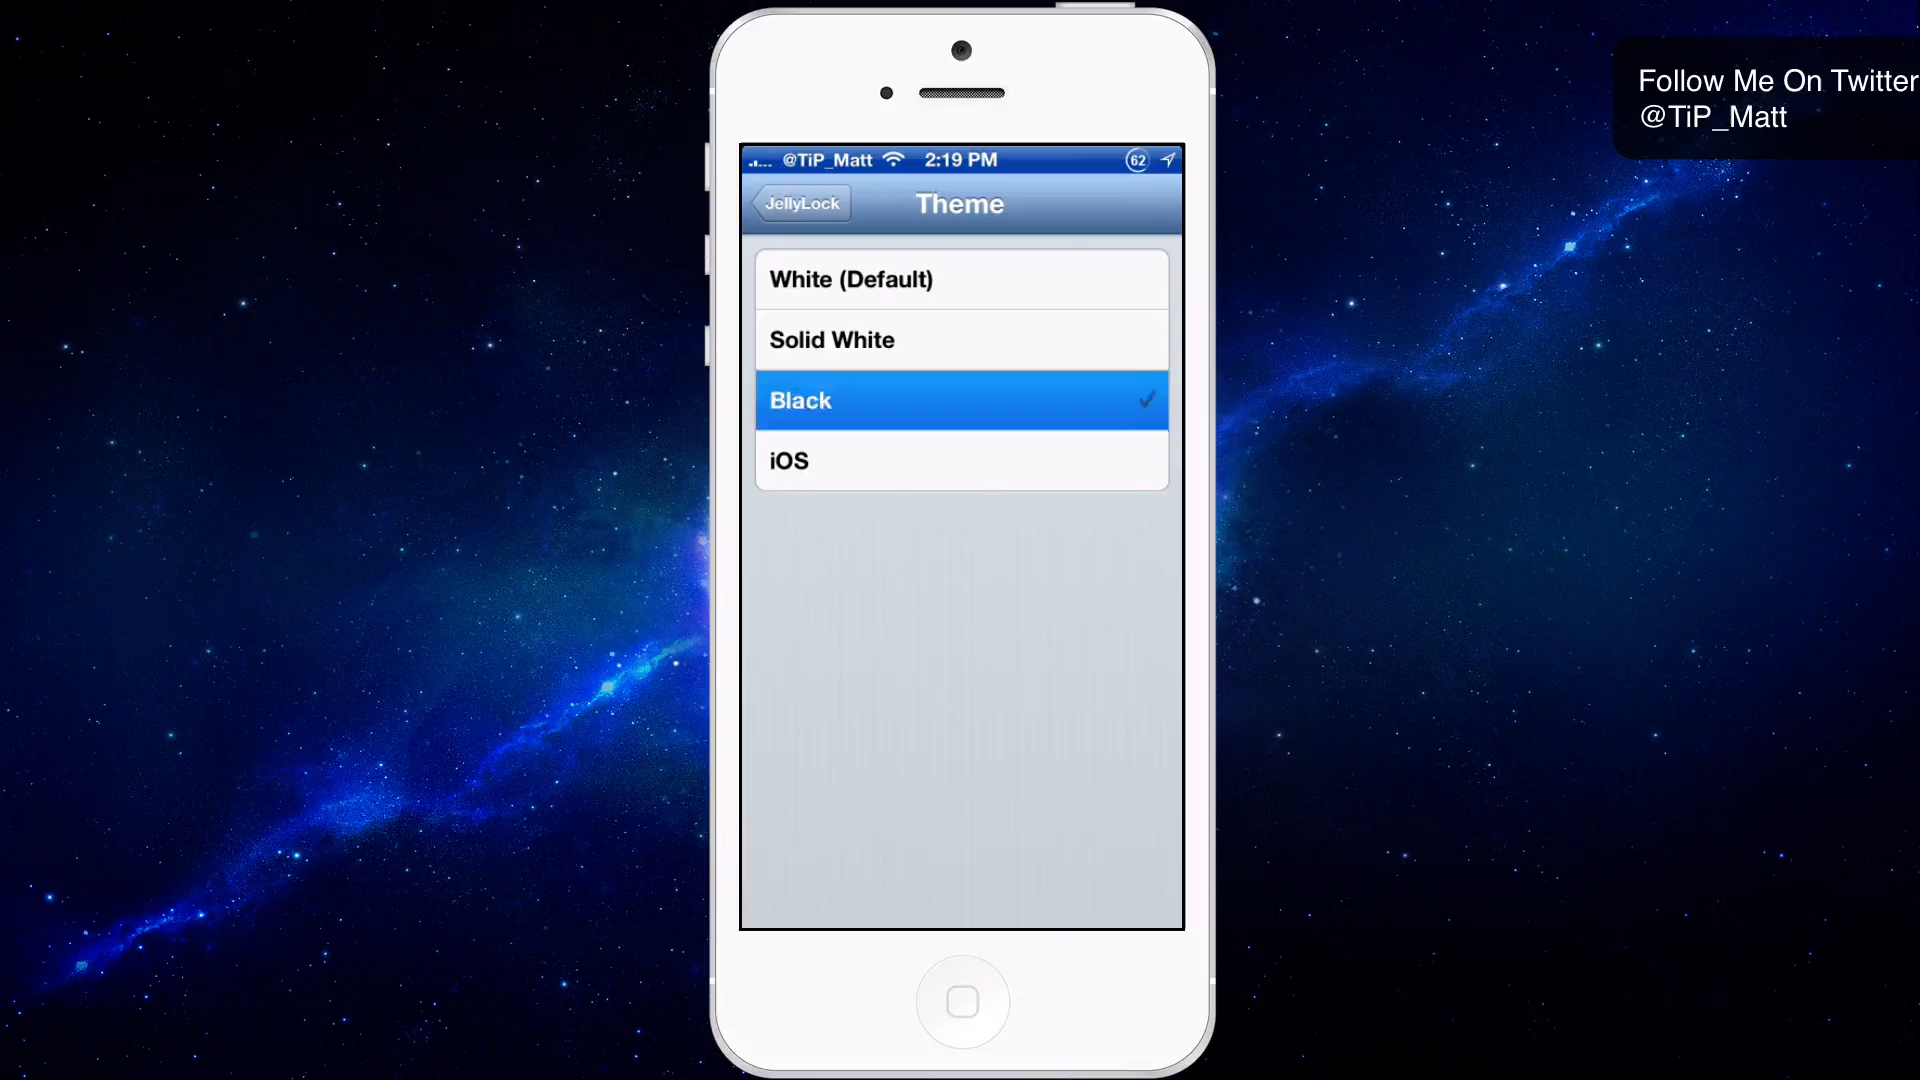 Follow Me On Twitter
@TiP_Matt
@TiP_Matt 2:19 PM 62
JellyLock
Theme
White (Default)
Solid White
Black
iOS